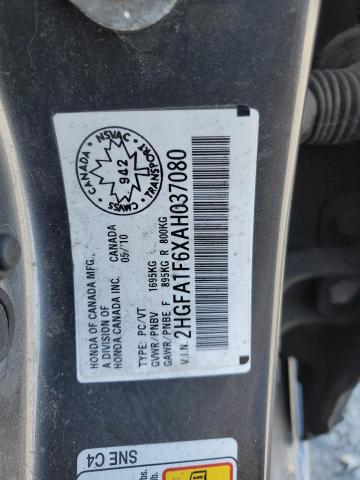 HONDA OF CANADA MFG.,
A DIVISION OF
HONDA CANADA INC.
CANADA
05/10
CANADA
NSVAC
942
CMVSS
TRANSPORT
TYPE: PC/VT
GVWR/PNBV 1695KG
GAWR/PNBE F 895KG R 800KG
V.I.N. 2HGFA1F6XAH037080
SNE C4